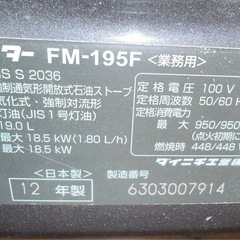 ター FM-195F <業務用>
JIS S 2036
強制通気形開放式石油ストーブ
気化式・強制対流形
灯油(JIS1号灯油)
19.0 L
最大 18.5 kW (1.80 L/h)
18.5 kW
定格電圧 100 V
定格周波数 50/60 H
定格消費電力
最大 950/950
(点火初期に
燃焼時 448/448 W
<日本製>
12 年製
製造番号
6303007914
ダイニチ工業